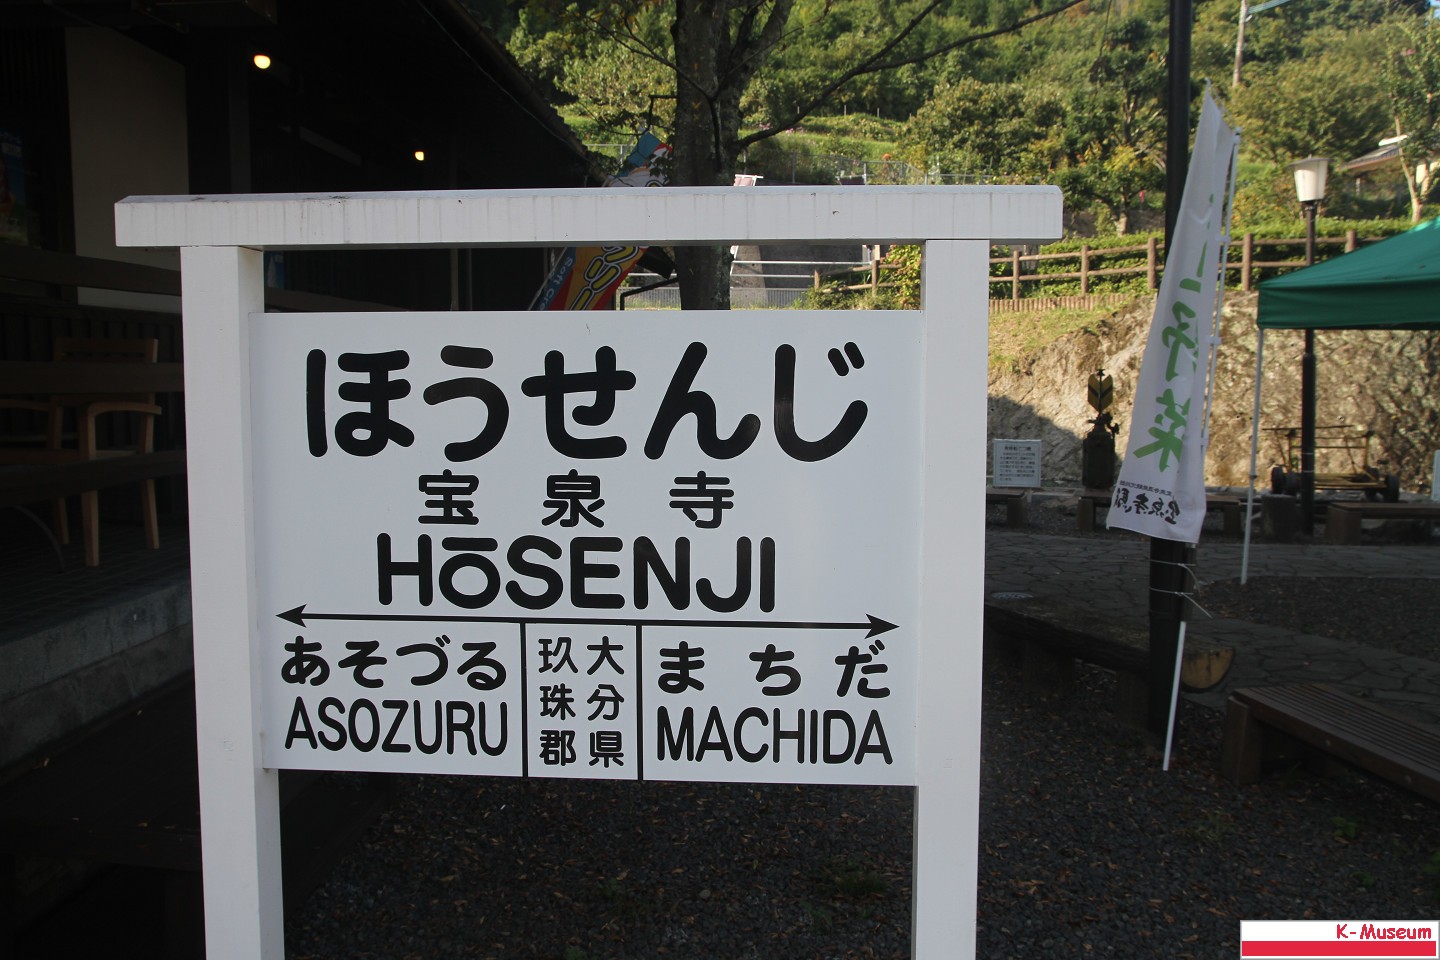 ほうせんじ
宝泉寺
HōSENJI
あそづる
ASOZURU
大分県
玖珠郡
まちだ
MACHIDA
K-Museum